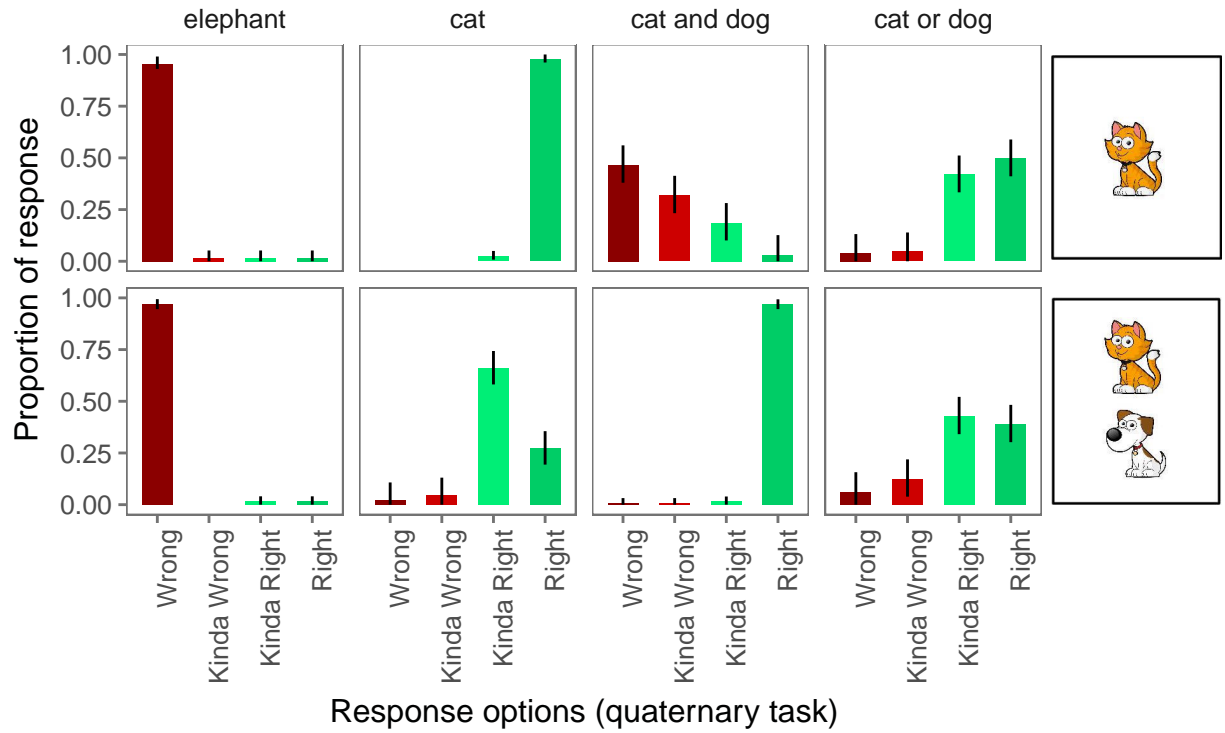 elephant cat cat and dog cat or dog
Proportion of response
1.00
0.75
0.50
0.25
0.00
1.00
0.75
0.50
0.25
0.00
Wrong Kinda Wrong Kinda Right Right Wrong Kinda Wrong Kinda Right Right Wrong Kinda Wrong Kinda Right Right Wrong Kinda Wrong Kinda Right Right
Response options (quaternary task)